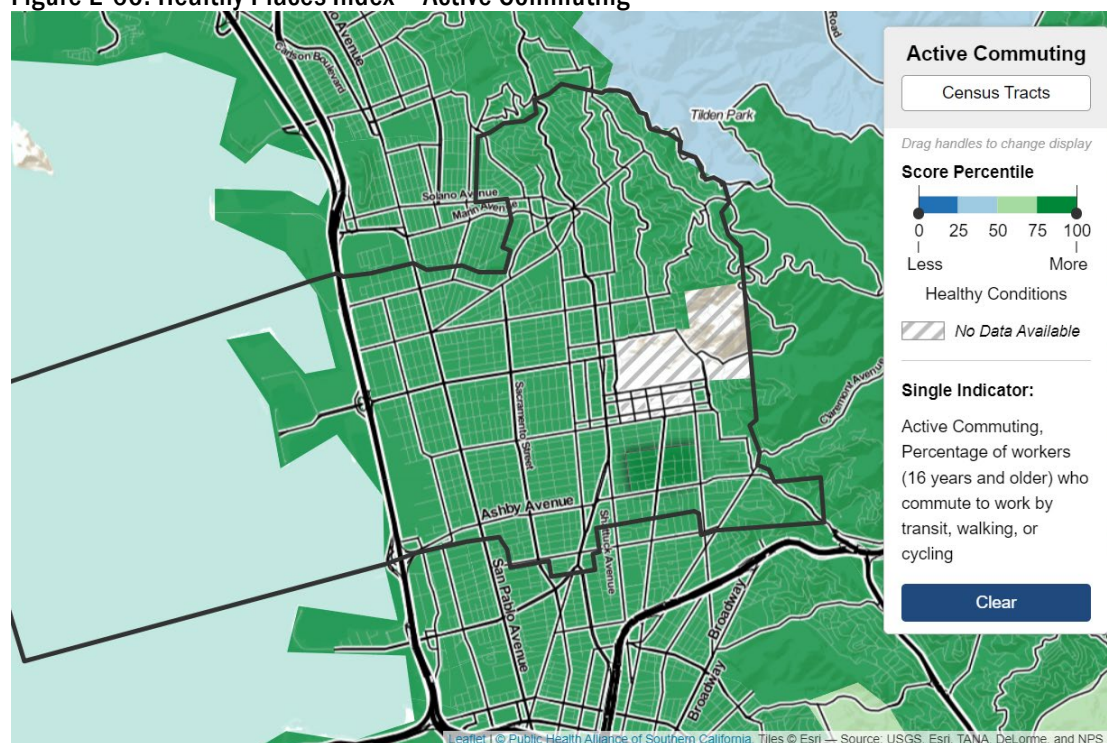 Figure E-36: Healthy Places Index – Active Commuting
Road
Avenue
Carlson Boulevard
Tilden Park
Solano Avenue
Marin Avenue
Sacramento Street
Claremont Avenue
Ashby Avenue
Shattuck Avenue
San Pablo Avenue
Broadway
Broadway
Active Commuting
Census Tracts
Drag handles to change display
Score Percentile
0 25 50 75 100
Less More
Healthy Conditions
No Data Available
Single Indicator:
Active Commuting,
Percentage of workers
(16 years and older) who
commute to work by
transit, walking, or
cycling
Clear
Leaflet | © Public Health Alliance of Southern California, Tiles © Esri — Source: USGS, Esri, TANA, DeLorme, and NPS